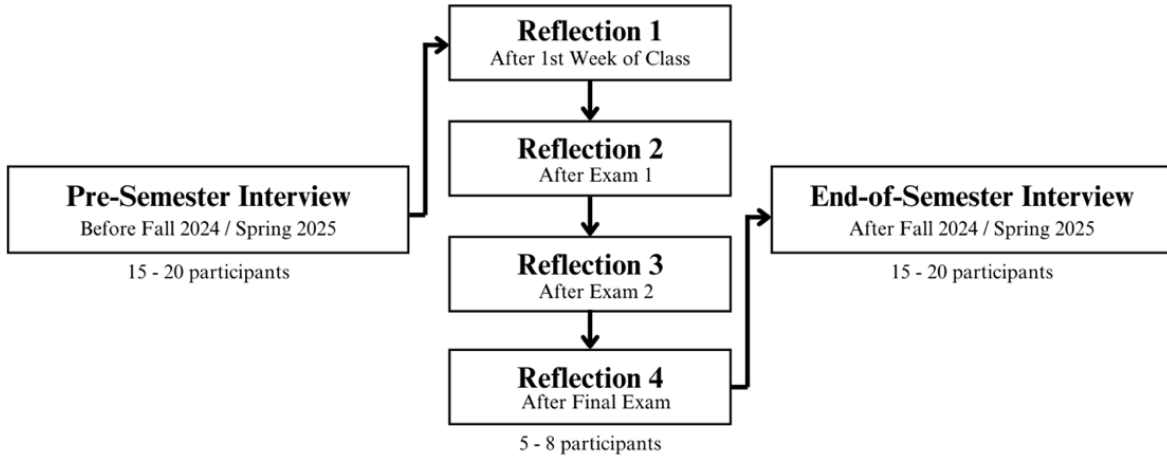 Pre-Semester Interview
Before Fall 2024 / Spring 2025
15 - 20 participants
Reflection 1
After 1st Week of Class
Reflection 2
After Exam 1
Reflection 3
After Exam 2
Reflection 4
After Final Exam
5 - 8 participants
End-of-Semester Interview
After Fall 2024 / Spring 2025
15 - 20 participants